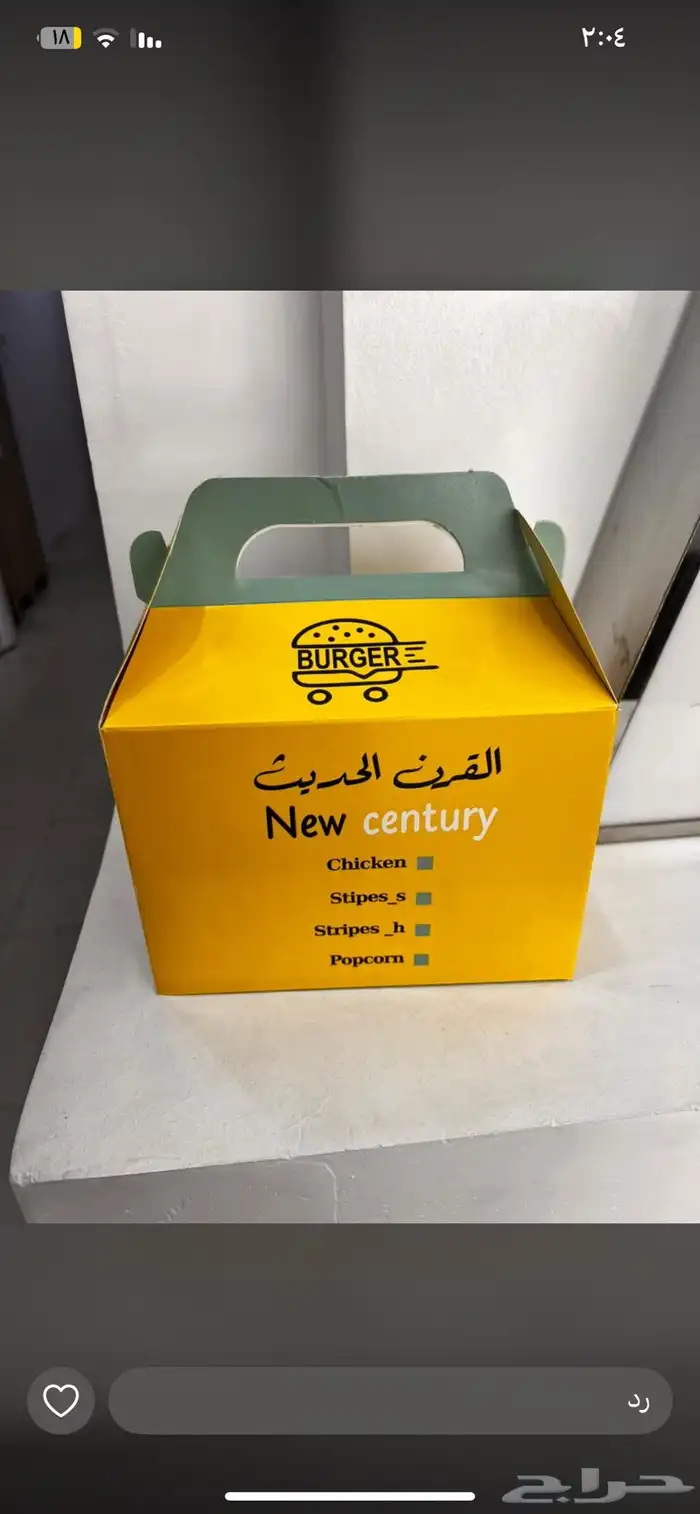 ١٨
٢:٠٤
BURGER
القرن الحديث
New century
Chicken
Stipes_s
Stripes _h
Popcorn
رد
حراج